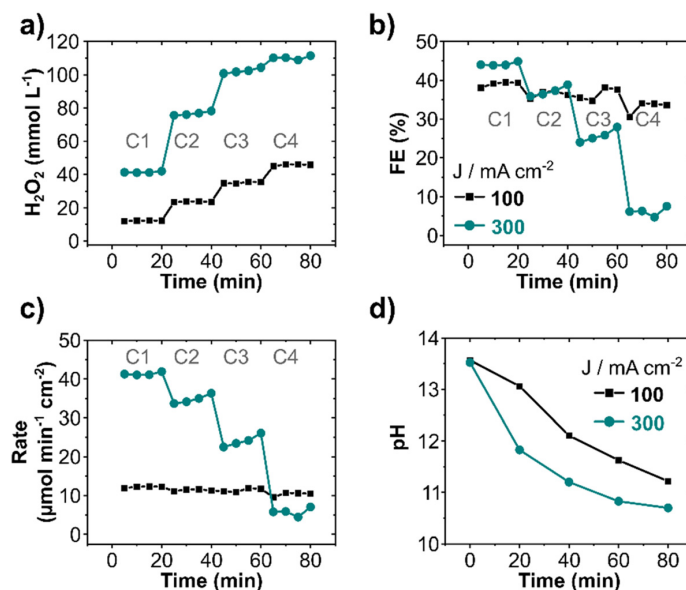 a)
120
100
80
60
40
20
0
H₂O₂ (mmol L⁻¹)
C1
C2
C3
C4
0
20
40
60
80
Time (min)
b)
50
40
30
20
10
0
FE (%)
C1
C2
C3
C4
J / mA cm⁻²
100
300
0
20
40
60
80
Time (min)
c)
50
40
30
20
10
0
Rate
(µmol min⁻¹ cm⁻²)
C1
C2
C3
C4
0
20
40
60
80
Time (min)
d)
14
13
12
11
10
pH
J / mA cm⁻²
100
300
0
20
40
60
80
Time (min)